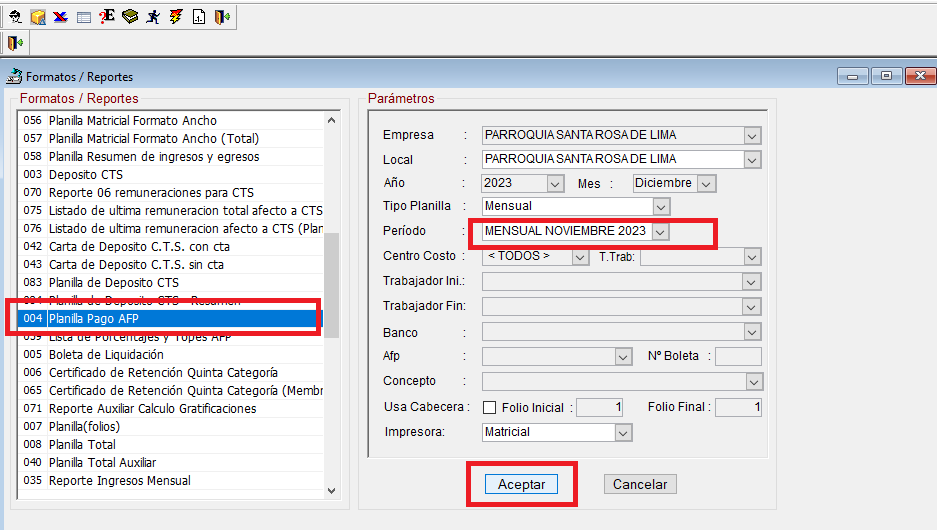 Formatos / Reportes
Formatos / Reportes
056 Planilla Matricial Formato Ancho
057 Planilla Matricial Formato Ancho (Total)
058 Planilla Resumen de ingresos y egresos
003 Deposito CTS
070 Reporte 06 remuneraciones para CTS
075 Listado de ultima remuneracion total afecto a CTS
076 Listado de ultima remuneracion afecto a CTS (Plan
042 Carta de Deposito C.T.S. con cta
043 Carta de Deposito C.T.S. sin cta
083 Planilla de Deposito CTS
084 Planilla de Deposito CTS - Resumen
004 Planilla Pago AFP
039 Lista de Porcentajes y Topes AFP
005 Boleta de Liquidación
006 Certificado de Retención Quinta Categoría
065 Certificado de Retención Quinta Categoría (Membr
071 Reporte Auxiliar Calculo Gratificaciones
007 Planilla(folios)
008 Planilla Total
040 Planilla Total Auxiliar
035 Reporte Ingresos Mensual
Parámetros
Empresa : PARROQUIA SANTA ROSA DE LIMA
Local : PARROQUIA SANTA ROSA DE LIMA
Año : 2023 Mes : Diciembre
Tipo Planilla : Mensual
Período : MENSUAL NOVIEMBRE 2023
Centro Costo : < TODOS > T.Trab:
Trabajador Ini.:
Trabajador Fin:
Banco :
Afp : Nº Boleta :
Concepto :
Usa Cabecera : Folio Inicial : 1 Folio Final : 1
Impresora: Matricial
Aceptar Cancelar